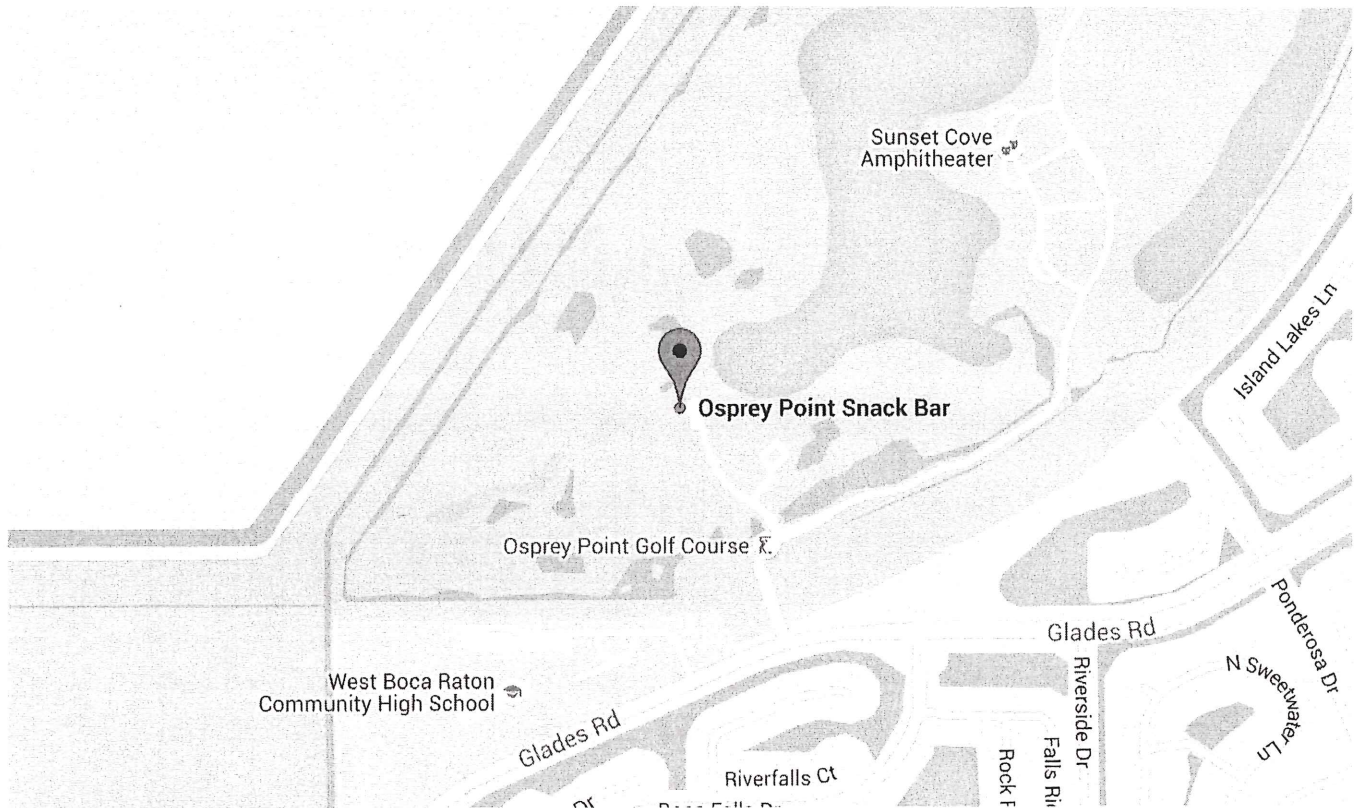 Sunset Cove
Amphitheater
Island Lakes Ln
Osprey Point Snack Bar
Osprey Point Golf Course
Glades Rd
Ponderosa Dr
West Boca Raton
Community High School
Riverside Dr
N Sweetwater Ln
Glades Rd
Riverfalls Ct
Rock
Falls
Dr